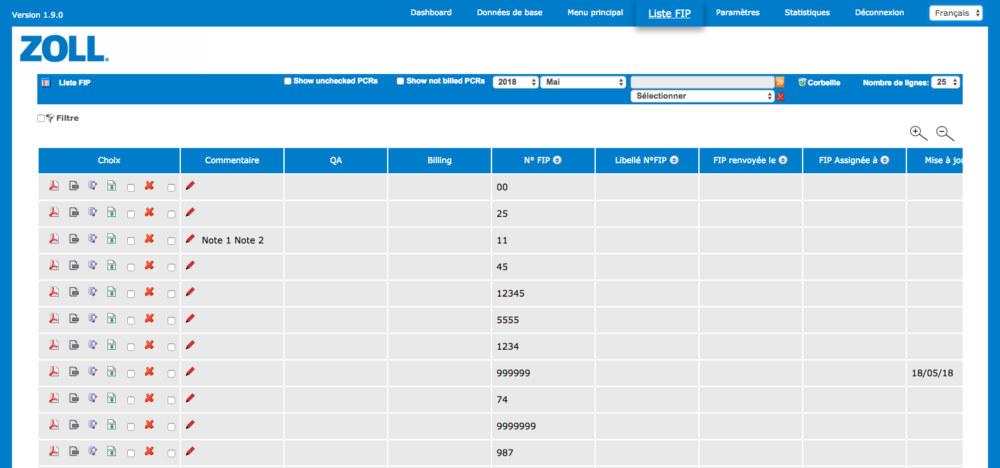 Version 1.9.0
Dashboard Données de base Menu principal Liste FIP Paramètres Statistiques Déconnexion Français
ZOLL
Liste FIP Show unchecked PCRs Show not billed PCRs 2018 Mai Corbeille Nombre de lignes: 25
Sélectionner
Filtre
Choix Commentaire QA Billing N° FIP Libellé N°FIP FIP renvoyée le FIP Assignée à Mise à jou
00
25
Note 1 Note 2 11
45
12345
5555
1234
999999 18/05/18
74
9999999
987